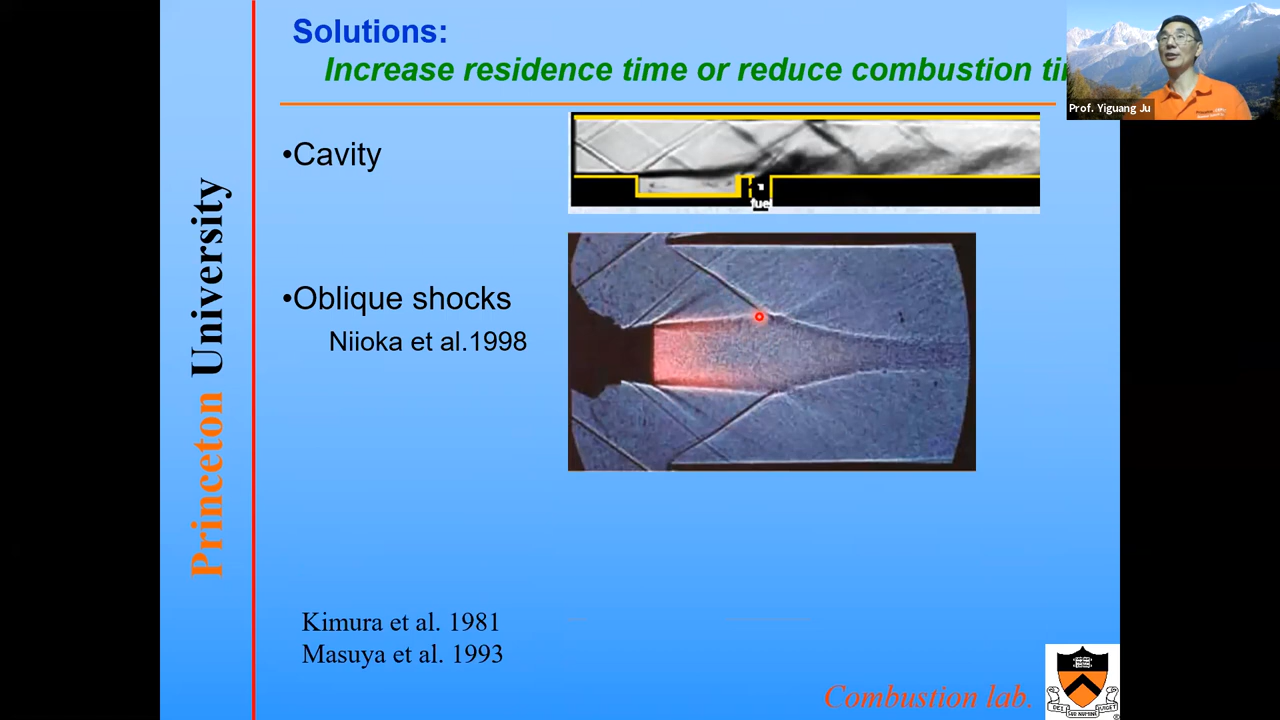 Solutions:
Increase residence time or reduce combustion
Prof. Yiguang Ju
•Cavity
fuel
•Oblique shocks
Niioka et al.1998
Princeton University
Kimura et al. 1981
Masuya et al. 1993
Combustion lab.